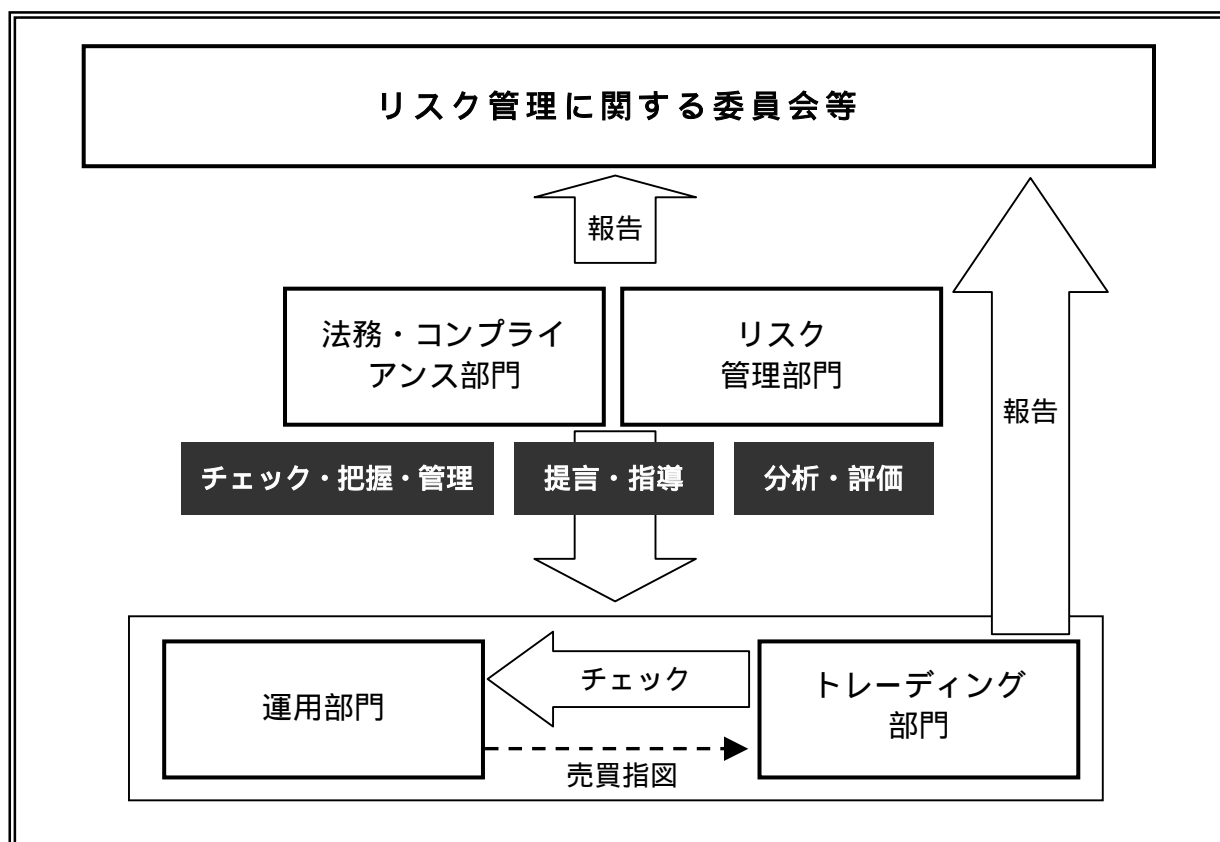 リスク管理に関する委員会等
報告
法務・コンプライ
アンス部門
リスク
管理部門
報告
チェック・把握・管理
提言・指導
分析・評価
運用部門
チェック
トレーディング
部門
売買指図